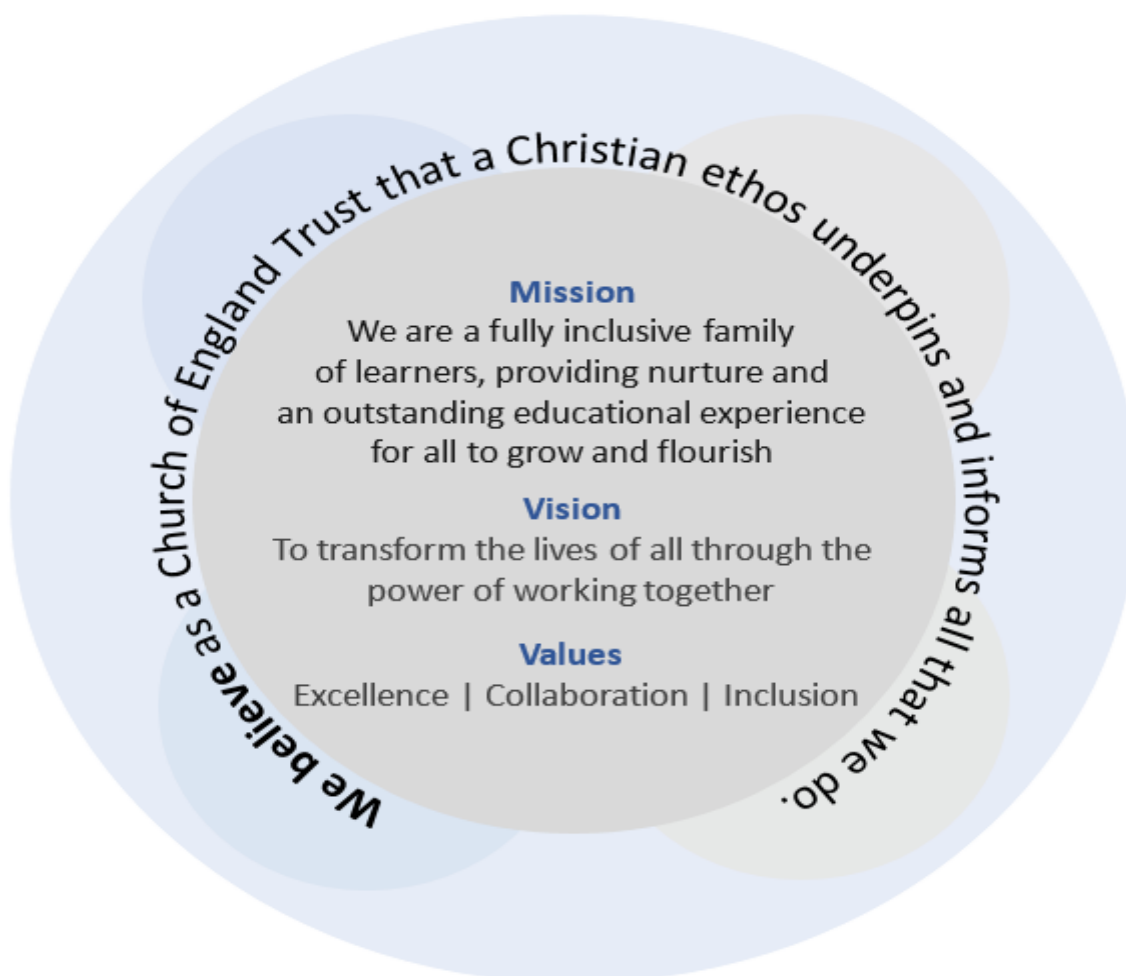 We believe as a Church of England Trust that a Christian ethos underpins and informs all that we do.
Mission
We are a fully inclusive family
of learners, providing nurture and
an outstanding educational experience
for all to grow and flourish
Vision
To transform the lives of all through the
power of working together
Values
Excellence | Collaboration | Inclusion